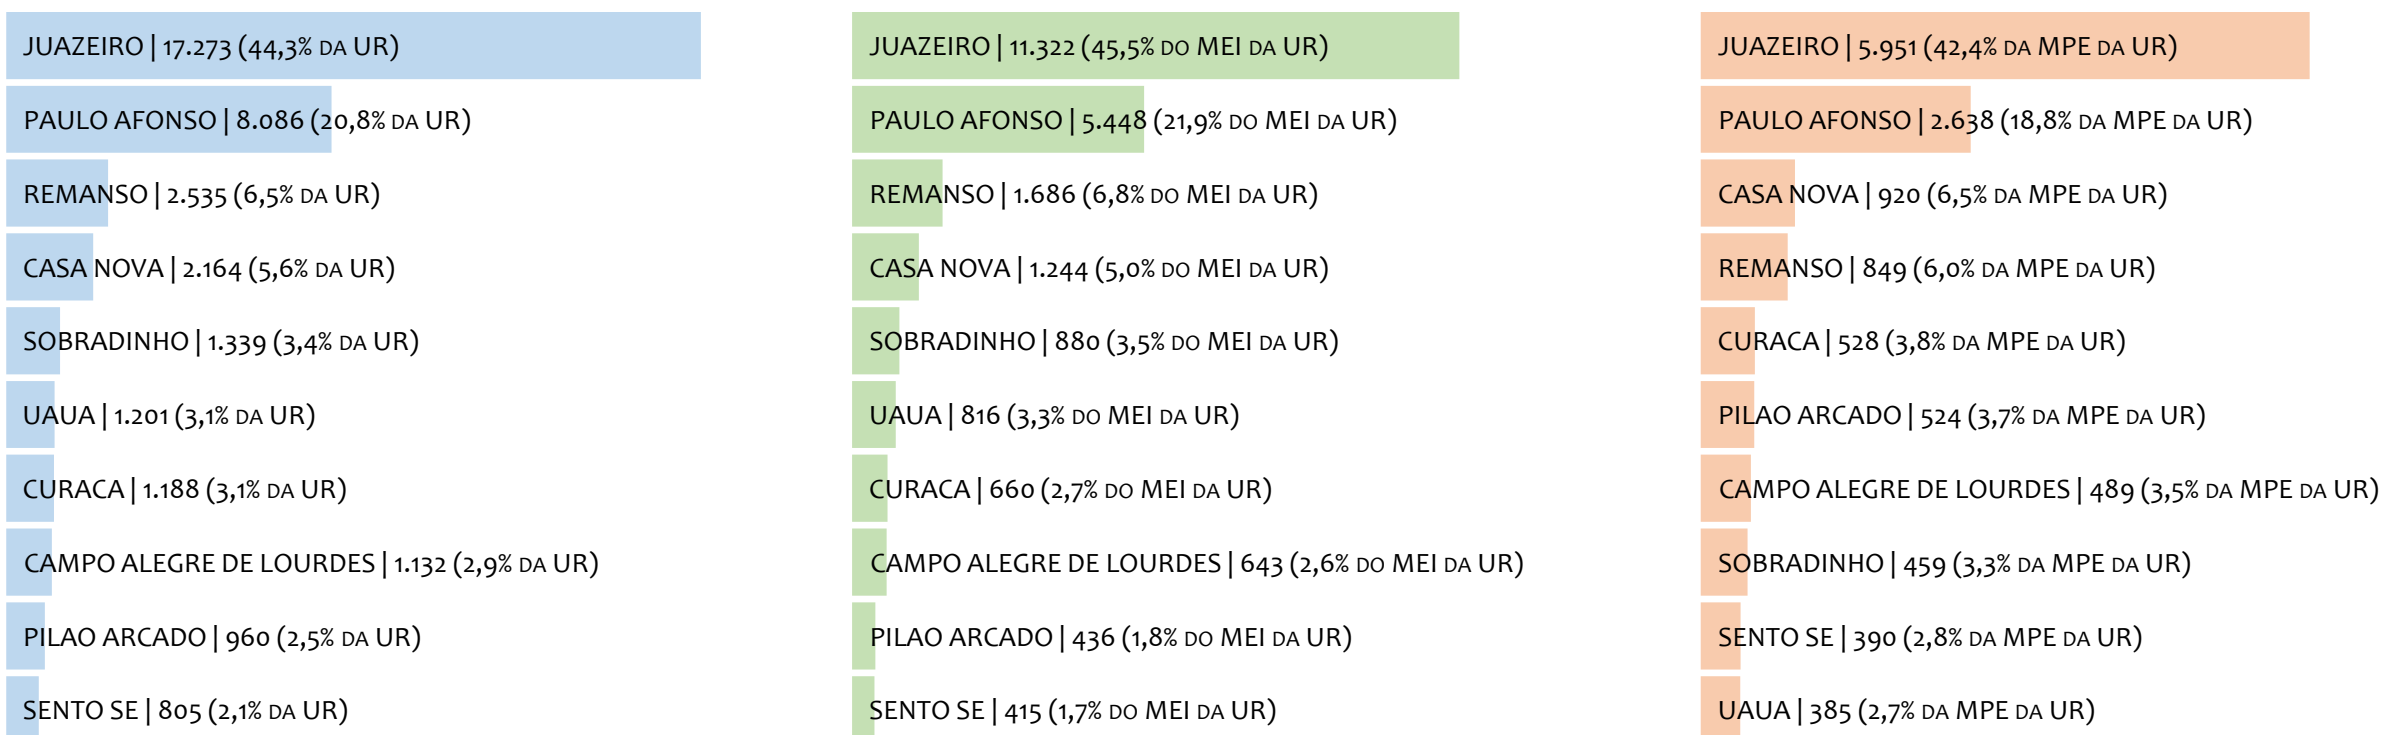 JUAZEIRO | 17.273 (44,3% DA UR)
PAULO AFONSO | 8.086 (20,8% DA UR)
REMANSO | 2.535 (6,5% DA UR)
CASA NOVA | 2.164 (5,6% DA UR)
SOBRADINHO | 1.339 (3,4% DA UR)
UAUA | 1.201 (3,1% DA UR)
CURACA | 1.188 (3,1% DA UR)
CAMPO ALEGRE DE LOURDES | 1.132 (2,9% DA UR)
PILAO ARCADO | 960 (2,5% DA UR)
SENTO SE | 805 (2,1% DA UR)
JUAZEIRO | 11.322 (45,5% DO MEI DA UR)
PAULO AFONSO | 5.448 (21,9% DO MEI DA UR)
REMANSO | 1.686 (6,8% DO MEI DA UR)
CASA NOVA | 1.244 (5,0% DO MEI DA UR)
SOBRADINHO | 880 (3,5% DO MEI DA UR)
UAUA | 816 (3,3% DO MEI DA UR)
CURACA | 660 (2,7% DO MEI DA UR)
CAMPO ALEGRE DE LOURDES | 643 (2,6% DO MEI DA UR)
PILAO ARCADO | 436 (1,8% DO MEI DA UR)
SENTO SE | 415 (1,7% DO MEI DA UR)
JUAZEIRO | 5.951 (42,4% DA MPE DA UR)
PAULO AFONSO | 2.638 (18,8% DA MPE DA UR)
CASA NOVA | 920 (6,5% DA MPE DA UR)
REMANSO | 849 (6,0% DA MPE DA UR)
CURACA | 528 (3,8% DA MPE DA UR)
PILAO ARCADO | 524 (3,7% DA MPE DA UR)
CAMPO ALEGRE DE LOURDES | 489 (3,5% DA MPE DA UR)
SOBRADINHO | 459 (3,3% DA MPE DA UR)
SENTO SE | 390 (2,8% DA MPE DA UR)
UAUA | 385 (2,7% DA MPE DA UR)